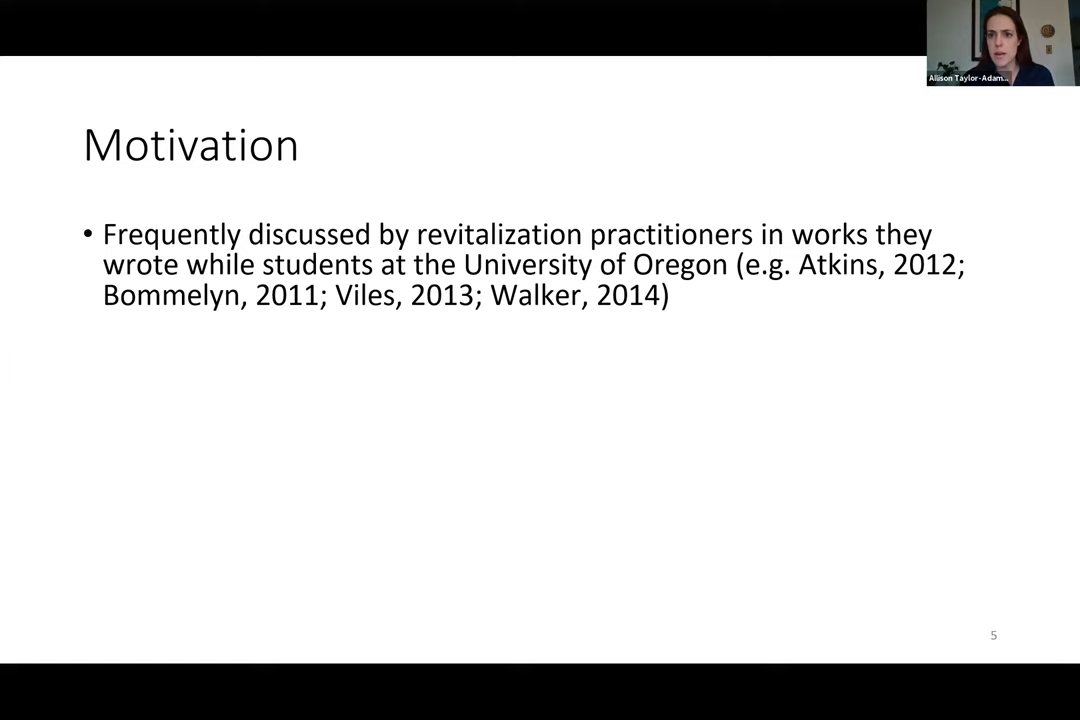 Allison Taylor-Adam...
Motivation
• Frequently discussed by revitalization practitioners in works they
wrote while students at the University of Oregon (e.g. Atkins, 2012;
Bommelyn, 2011; Viles, 2013; Walker, 2014)
5